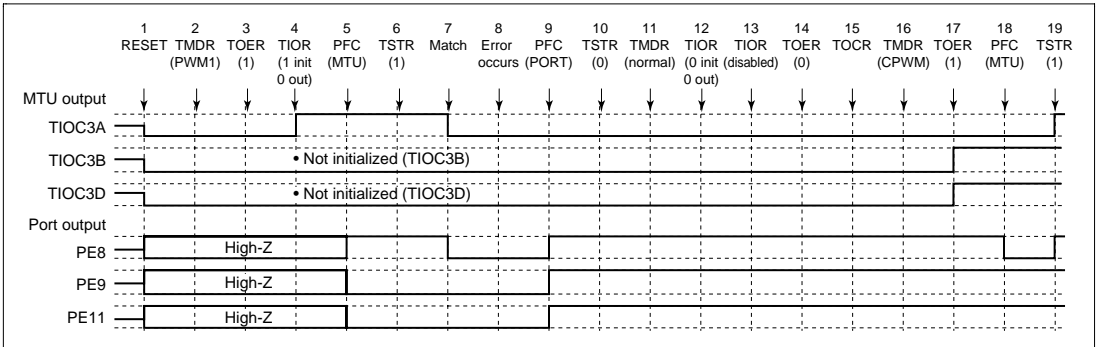 1 2 3 4 5 6 7 8 9 10 11 12 13 14 15 16 17 18 19
RESET TMDR TOER TIOR PFC TSTR Match Error PFC TSTR TMDR TIOR TIOR TOER TOCR TMDR TOER PFC TSTR
(PWM1) (1) (1 init (MTU) (1) occurs (PORT) (0) (normal) (0 init (disabled) (0) (CPWM) (1) (MTU) (1)
0 out) 0 out)
MTU output
TIOC3A
TIOC3B • Not initialized (TIOC3B)
TIOC3D • Not initialized (TIOC3D)
Port output
PE8 High-Z
PE9 High-Z
PE11 High-Z